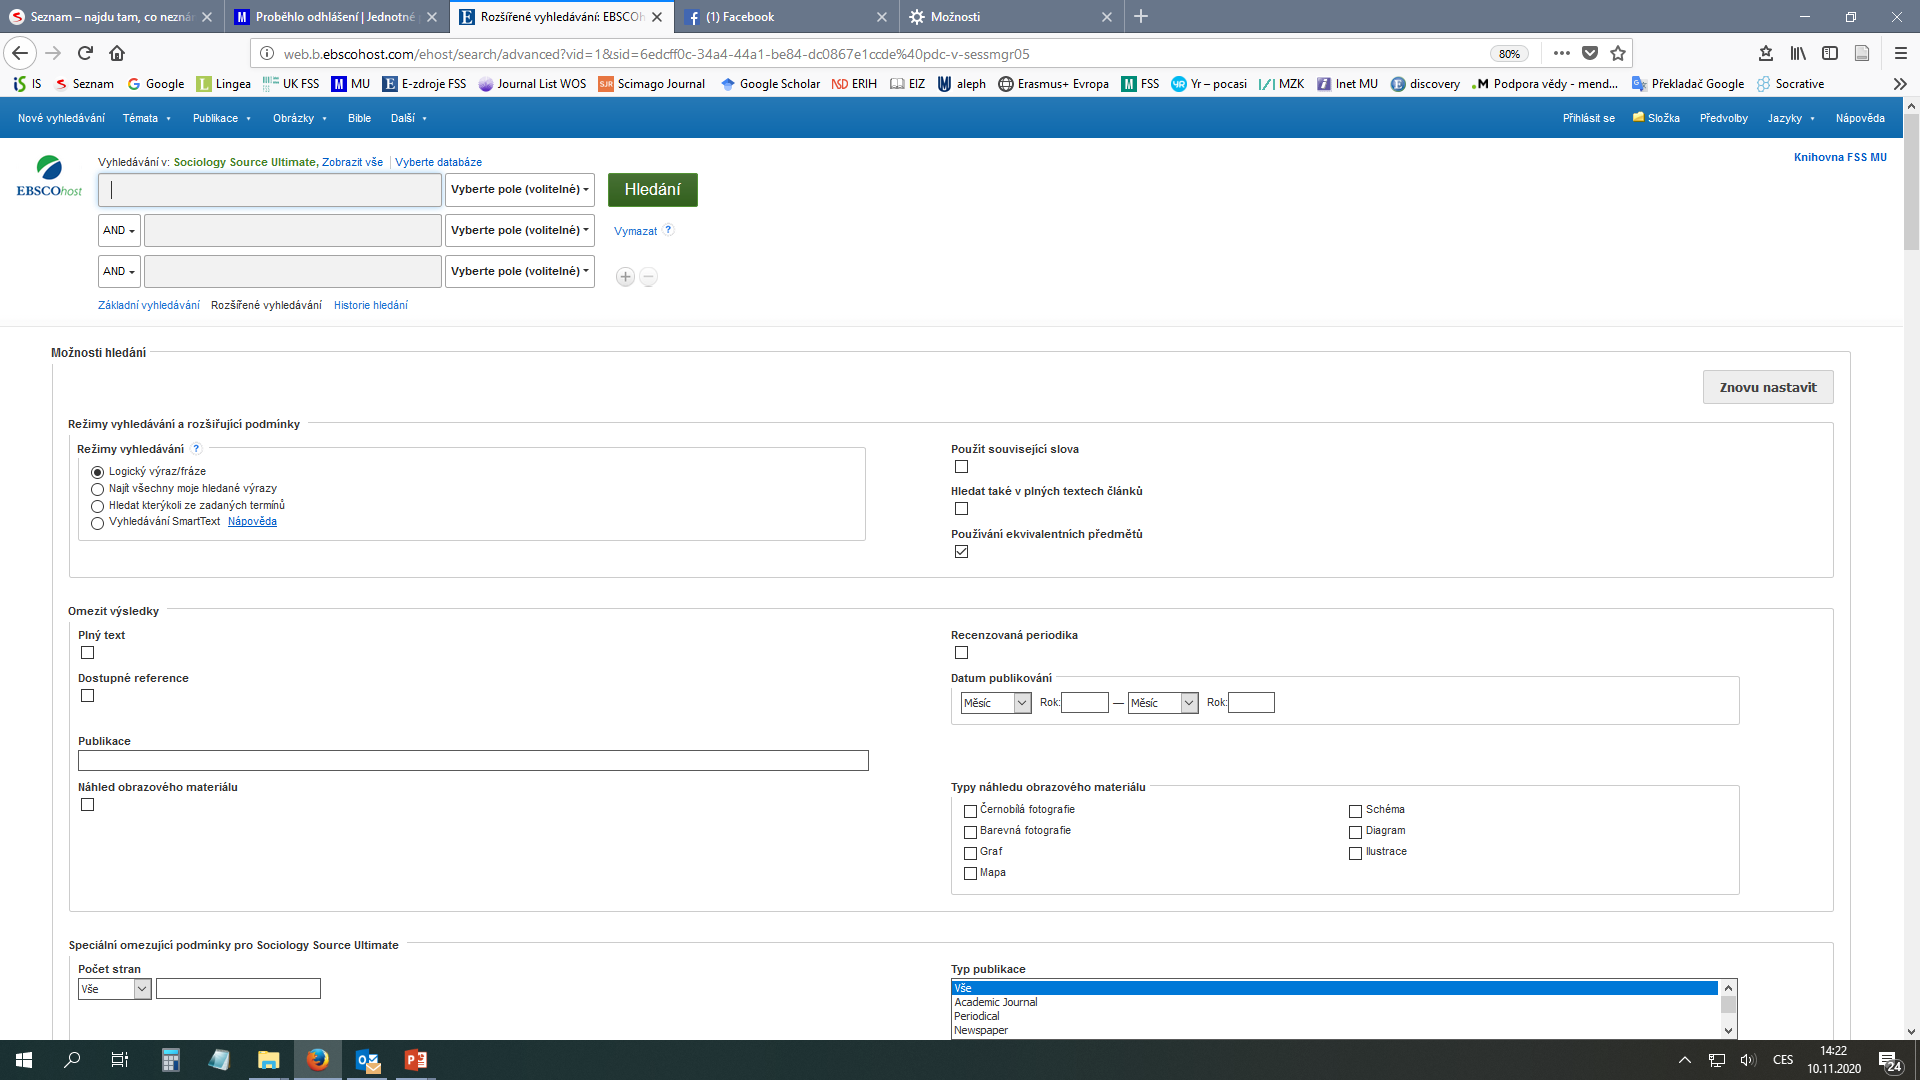 Seznam – najdu tam, co neznám
Proběhlo odhlášení | Jednotné
Rozšířené vyhledávání: EBSCOh
(1) Facebook
Možnosti
web.b.ebscohost.com/ehost/search/advanced?vid=1&sid=6edcff0c-34a4-44a1-be84-dc0867e1ccde%40pdc-v-sessmgr05
80%
IS Seznam Google Lingea UK FSS MU E-zdroje FSS Journal List WOS Scimago Journal Google Scholar ERIH EIZ aleph Erasmus+ Evropa FSS Yr – pocasi MZK Inet MU discovery Podpora vědy - mend... Překladač Google Socrative
Nové vyhledávání Témata Publikace Obrázky Bible Další Přihlásit se Složka Předvolby Jazyky Nápověda
EBSCOhost
Vyhledávání v: Sociology Source Ultimate, Zobrazit vše Vyberte databáze
Knihovna FSS MU
Vyberte pole (volitelné) Hledání
AND Vyberte pole (volitelné) Vymazat ?
AND Vyberte pole (volitelné)
Základní vyhledávání Rozšířené vyhledávání Historie hledání
Možnosti hledání
Znovu nastavit
Režimy vyhledávání a rozšiřující podmínky
Režimy vyhledávání ?
Logický výraz/fráze
Najít všechny moje hledané výrazy
Hledat kterýkoli ze zadaných termínů
Vyhledávání SmartText Nápověda
Použít související slova
Hledat také v plných textech článků
Používání ekvivalentních předmětů
Omezit výsledky
Plný text
Recenzovaná periodika
Dostupné reference
Datum publikování
Měsíc Rok: — Měsíc Rok:
Publikace
Náhled obrazového materiálu
Typy náhledu obrazového materiálu
Černobílá fotografie Schéma
Barevná fotografie Diagram
Graf Ilustrace
Mapa
Speciální omezující podmínky pro Sociology Source Ultimate
Počet stran
Vše
Typ publikace
Vše
Academic Journal
Periodical
Newspaper
CES
14:22
10.11.2020
24